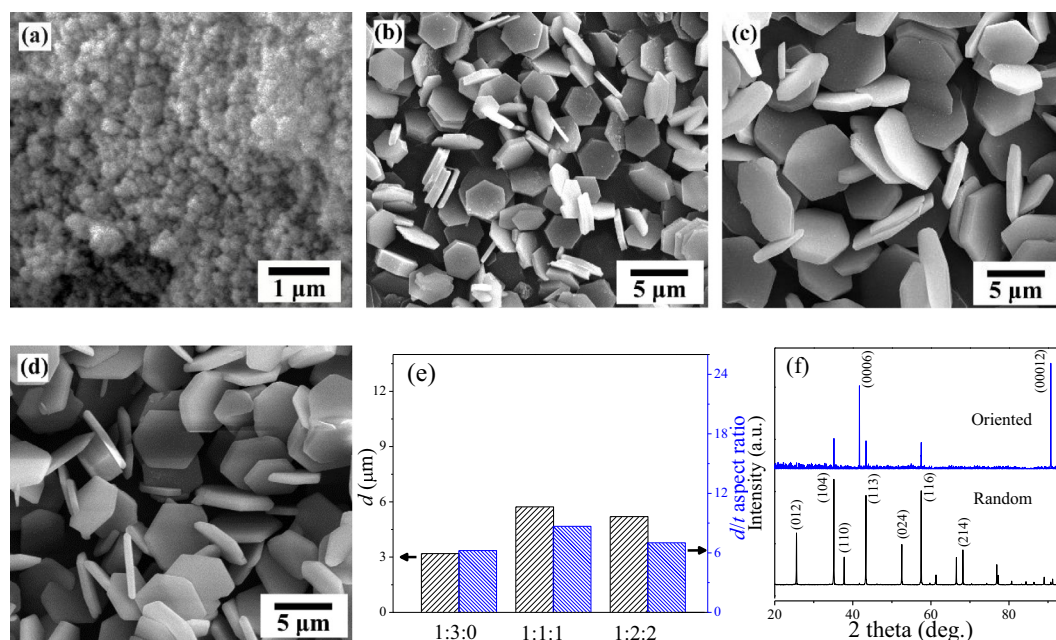 (a)
1 μm
(b)
5 μm
(c)
5 μm
(d)
5 μm
(e)
d (μm)
13
9
6
3
0
1:3:0
1:1:1
1:2:2
24
18
12
6
0
d/t aspect ratio
(f)
Intensity (a.u.)
(0006)
(00012)
Oriented
Random
(012)
(104)
(110)
(113)
(024)
(116)
(214)
20
40
60
80
2 theta (deg.)